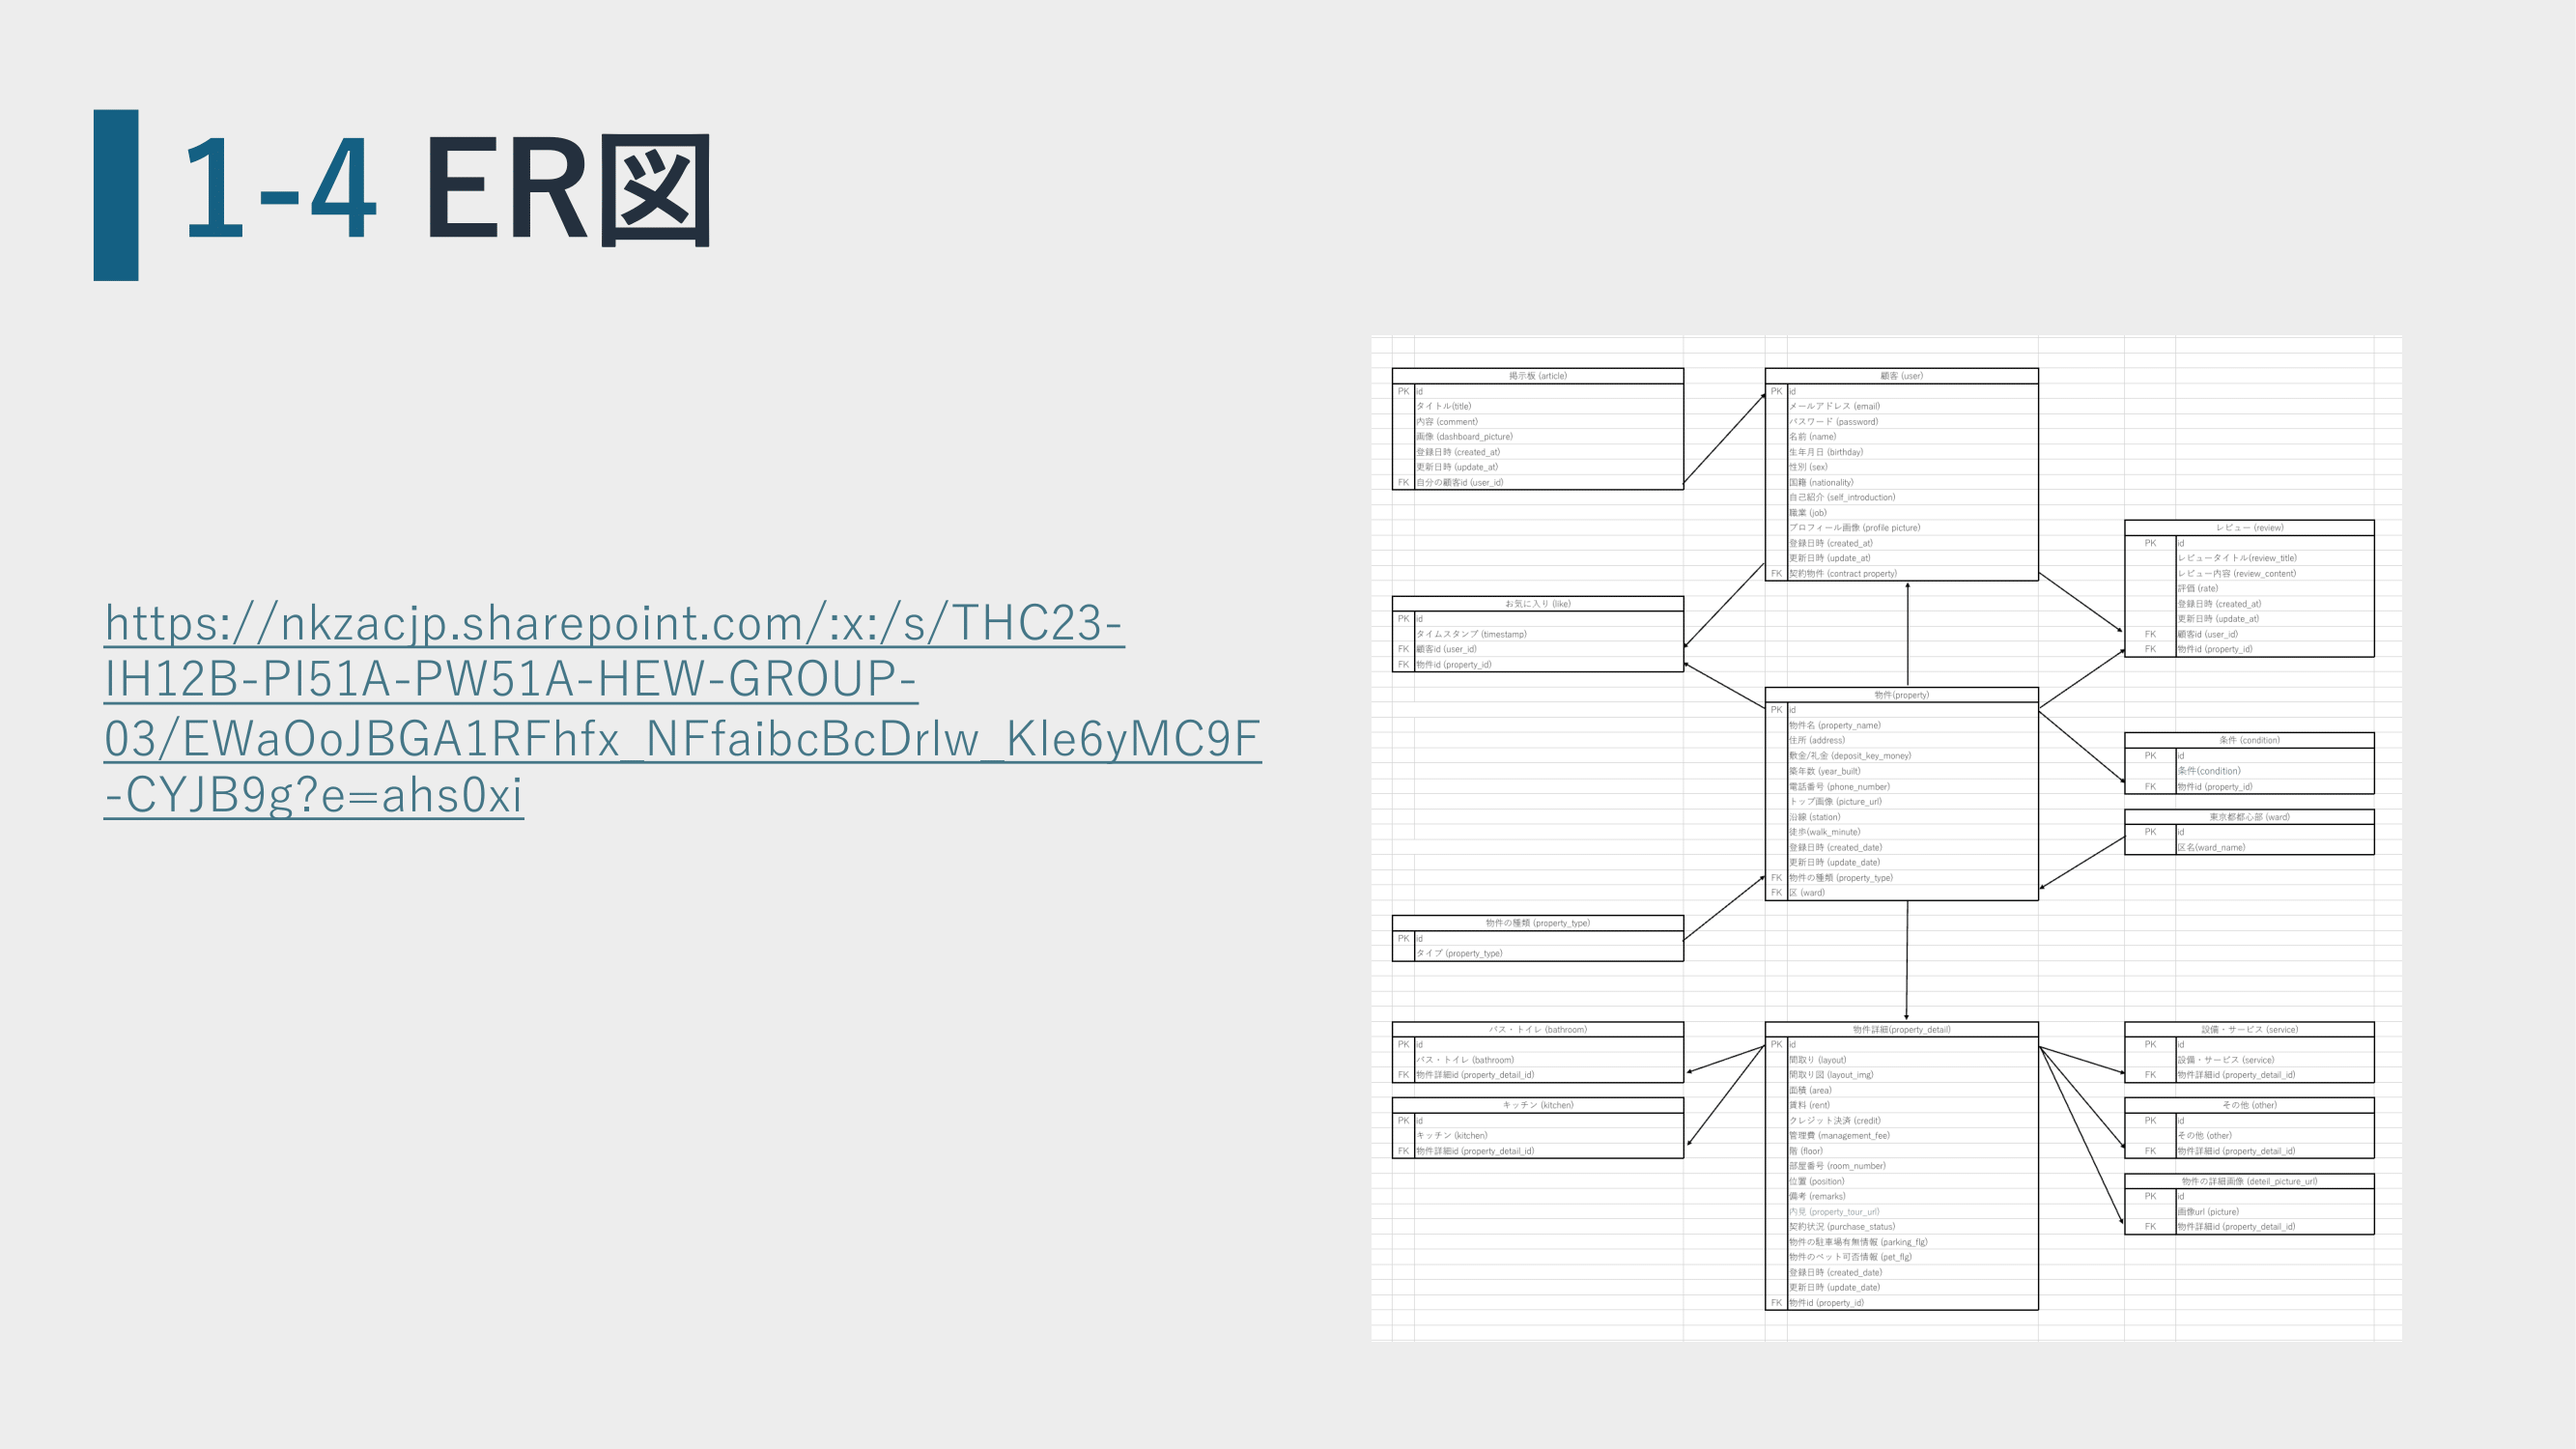 1-4 ER図
https://nkzacjp.sharepoint.com/:x:/s/THC23-
IH12B-PI51A-PW51A-HEW-GROUP-
03/EWaOoJBGA1RFhfx_NFfaibcBcDrlw_Kle6yMC9F
-CYJB9g?e=ahs0xi
掲示板 (article)
PK id
タイトル(title)
内容 (comment)
画像 (dashboard_picture)
登録日時 (created_at)
更新日時 (update_at)
FK 自分の顧客id (user_id)
顧客 (user)
PK id
メールアドレス (email)
パスワード (password)
名前 (name)
生年月日 (birthday)
性別 (sex)
国籍 (nationality)
自己紹介 (self_introduction)
職業 (job)
プロフィール画像 (profile picture)
登録日時 (created_at)
更新日時 (update_at)
FK 契約物件 (contract property)
レビュー (review)
PK id
レビュータイトル(review_title)
レビュー内容 (review_content)
評価 (rate)
登録日時 (created_at)
更新日時 (update_at)
FK 顧客id (user_id)
FK 物件id (property_id)
お気に入り (like)
PK id
タイムスタンプ (timestamp)
FK 顧客id (user_id)
FK 物件id (property_id)
物件(property)
PK id
物件名 (property_name)
住所 (address)
敷金/礼金 (deposit_key_money)
築年数 (year_built)
電話番号 (phone_number)
トップ画像 (picture_url)
沿線 (station)
徒歩(walk_minute)
登録日時 (created_date)
更新日時 (update_date)
FK 物件の種類 (property_type)
FK 区 (ward)
条件 (condition)
PK id
条件(condition)
FK 物件id (property_id)
東京都都心部 (ward)
PK id
区名(ward_name)
物件の種類 (property_type)
PK id
タイプ (property_type)
バス・トイレ (bathroom)
PK id
バス・トイレ (bathroom)
FK 物件詳細id (property_detail_id)
キッチン (kitchen)
PK id
キッチン (kitchen)
FK 物件詳細id (property_detail_id)
物件詳細(property_detail)
PK id
間取り (layout)
間取り図 (layout_img)
面積 (area)
賃料 (rent)
クレジット決済 (credit)
管理費 (management_fee)
階 (floor)
部屋番号 (room_number)
位置 (position)
備考 (remarks)
内見 (property_tour_url)
契約状況 (purchase_status)
物件の駐車場有無情報 (parking_flg)
物件のペット可否情報 (pet_flg)
登録日時 (created_date)
更新日時 (update_date)
FK 物件id (property_id)
設備・サービス (service)
PK id
設備・サービス (service)
FK 物件詳細id (property_detail_id)
その他 (other)
PK id
その他 (other)
FK 物件詳細id (property_detail_id)
物件の詳細画像 (deteil_picture_url)
PK id
画像url (picture)
FK 物件詳細id (property_detail_id)